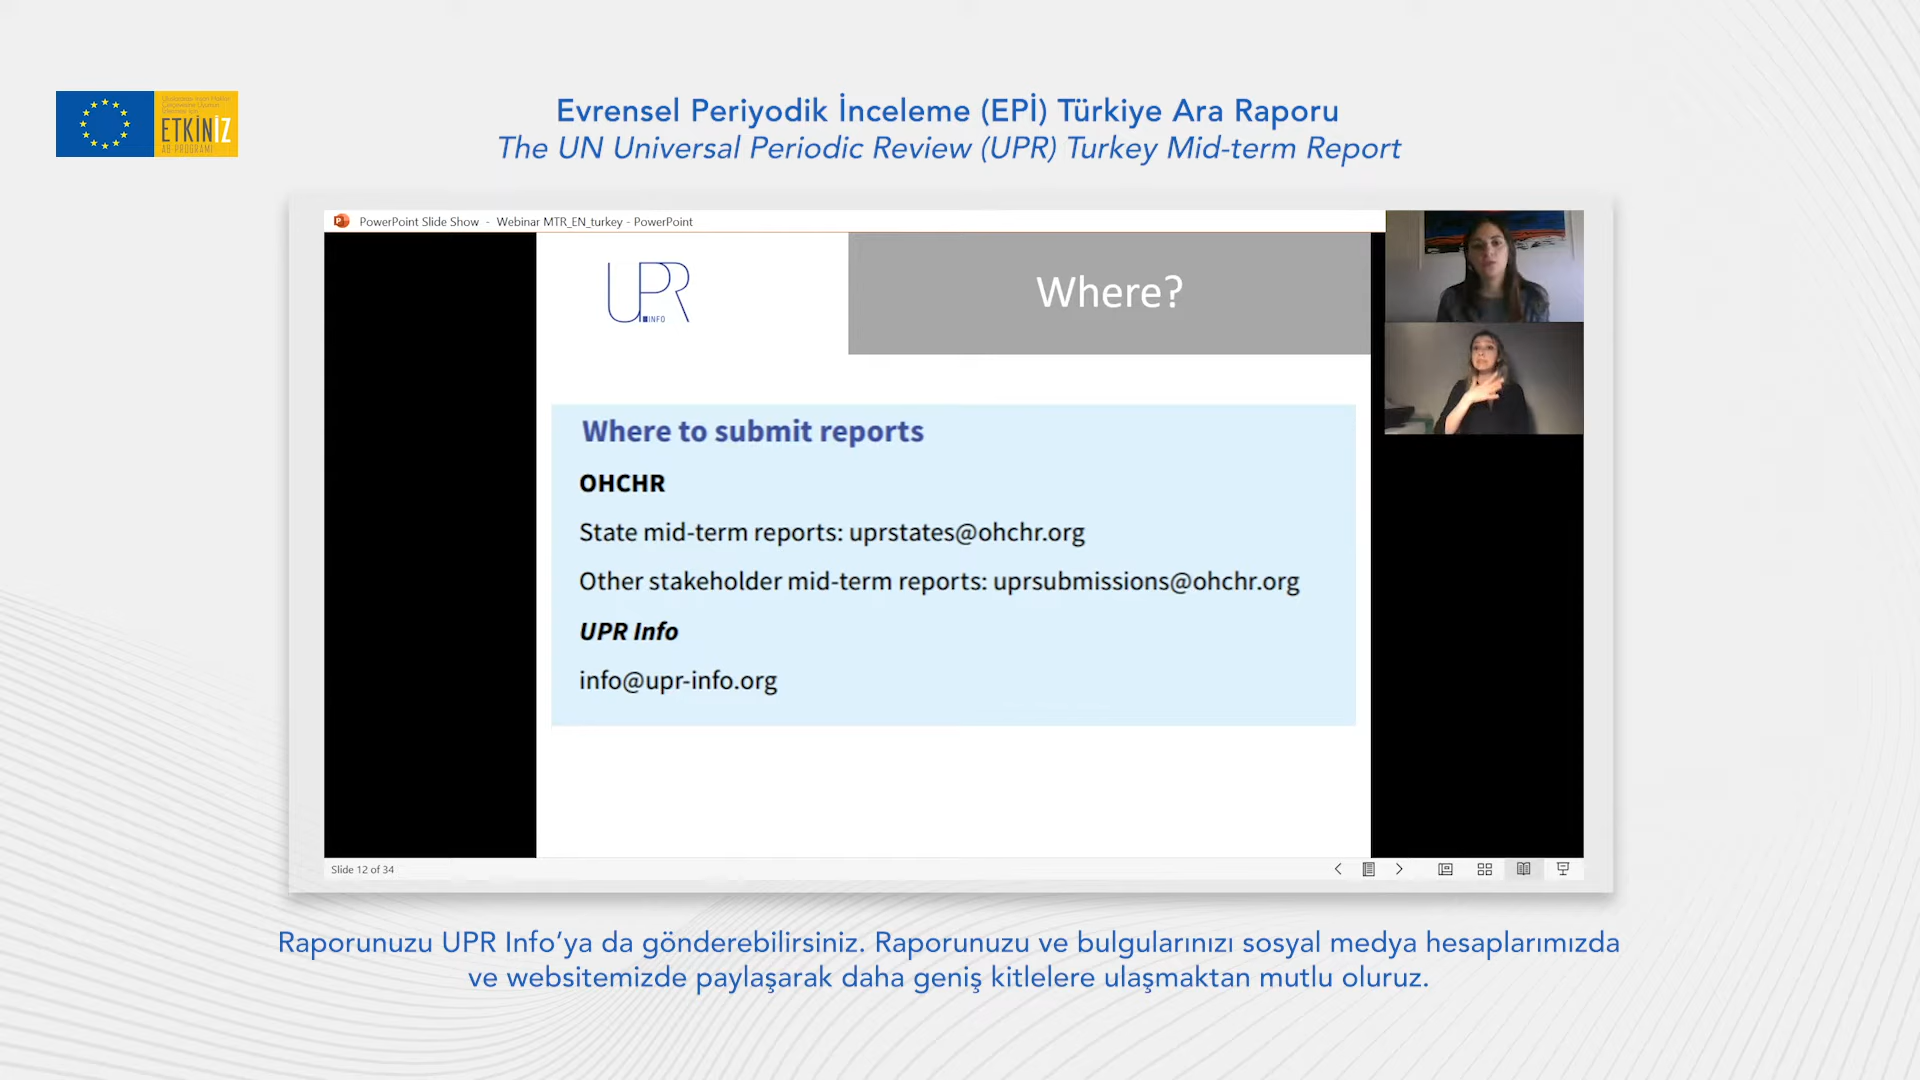 Evrensel Periyodik İnceleme (EPİ) Türkiye Ara Raporu
The UN Universal Periodic Review (UPR) Turkey Mid-term Report
ETKİNİZ
AB PROGRAMI
PowerPoint Slide Show - Webinar MTR_EN_turkey - PowerPoint
UPR
INFO
Where?
Where to submit reports
OHCHR
State mid-term reports: uprstates@ohchr.org
Other stakeholder mid-term reports: uprsubmissions@ohchr.org
UPR Info
info@upr-info.org
Slide 12 of 34
Raporunuzu UPR Info’ya da gönderebilirsiniz. Raporunuzu ve bulgularınızı sosyal medya hesaplarımızda
ve websitemizde paylaşarak daha geniş kitlelere ulaşmaktan mutlu oluruz.